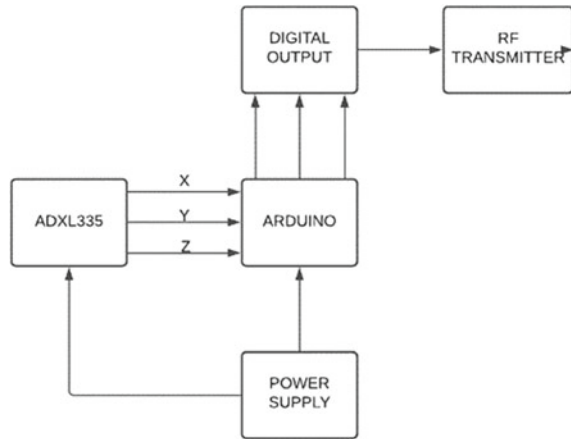 DIGITAL
OUTPUT
RF
TRANSMITTER
X
ADXL335
Y
ARDUINO
Z
POWER
SUPPLY